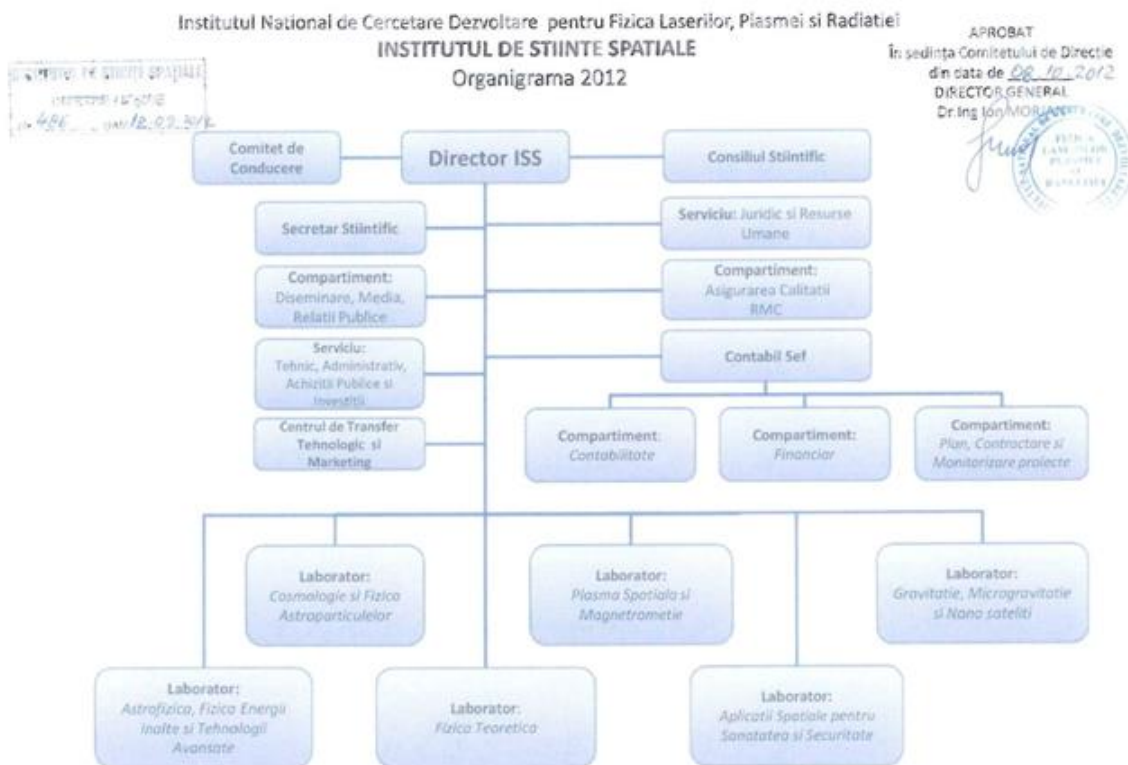 Institutul National de Cercetare Dezvoltare pentru Fizica Laserilor, Plasmei si Radiatiei
INSTITUTUL DE STIINTE SPATIALE
Organigrama 2012
APROBAT
În sedinta Comitetului de Directie
din data de 08.10.2012
DIRECTOR GENERAL
Dr.Ing Ion
Comitet de
Conducere
Director ISS
Consiliul Stiintific
Secretar Stiintific
Serviciu: Juridic si Resurse
Umane
Compartiment:
Diseminare, Media,
Relatii Publice
Compartiment:
Asigurarea Calitatii
RMC
Serviciu:
Tehnic, Administrativ,
Achizitii Publice si
Investitii
Contabil Sef
Centrul de Transfer
Tehnologic si
Marketing
Compartiment:
Contabilitate
Compartiment:
Financiar
Compartiment:
Plan, Contractare si
Monitorizare proiecte
Laborator:
Cosmologie si Fizica
Astroparticulelor
Laborator:
Plasma Spatiala si
Magnetrometie
Laborator:
Gravitatie, Microgravitatie
si Nano sateliti
Laborator:
Astrofizica, Fizica Energii
inalte si Tehnologii
Avansate
Laborator:
Fizica Teoretica
Laborator:
Aplicatii Spatiale pentru
Sanatatea si Securitate